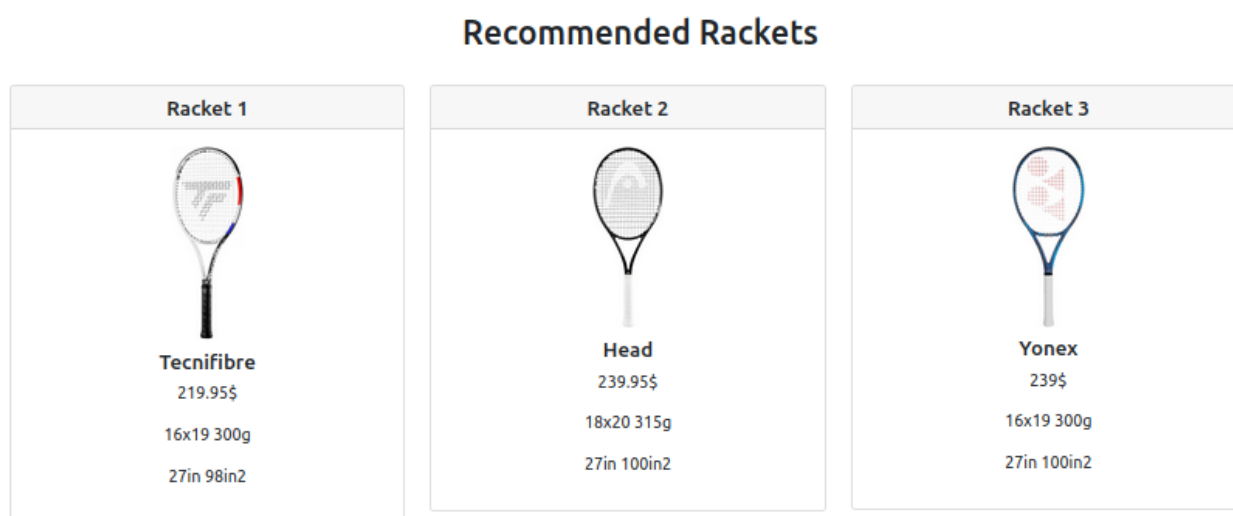 Recommended Rackets
Racket 1
Tecnifibre
219.95$
16x19 300g
27in 98in2
Racket 2
Head
239.95$
18x20 315g
27in 100in2
Racket 3
Yonex
239$
16x19 300g
27in 100in2